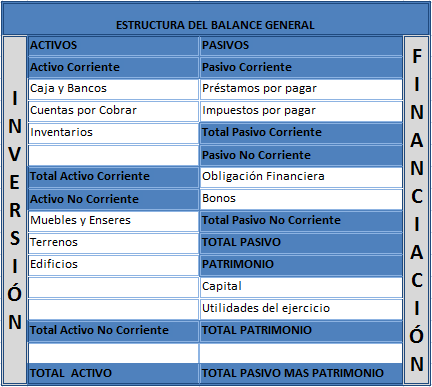 ESTRUCTURA DEL BALANCE GENERAL
INVERSIÓN
ACTIVOS PASIVOS
Activo Corriente Pasivo Corriente
Caja y Bancos Préstamos por pagar
Cuentas por Cobrar Impuestos por pagar
Inventarios Total Pasivo Corriente
Pasivo No Corriente
Total Activo Corriente Obligación Financiera
Activo No Corriente Bonos
Muebles y Enseres Total Pasivo No Corriente
Terrenos TOTAL PASIVO
Edificios PATRIMONIO
Capital
Utilidades del ejercicio
Total Activo No Corriente TOTAL PATRIMONIO
TOTAL ACTIVO TOTAL PASIVO MAS PATRIMONIO
FINANCIACIÓN